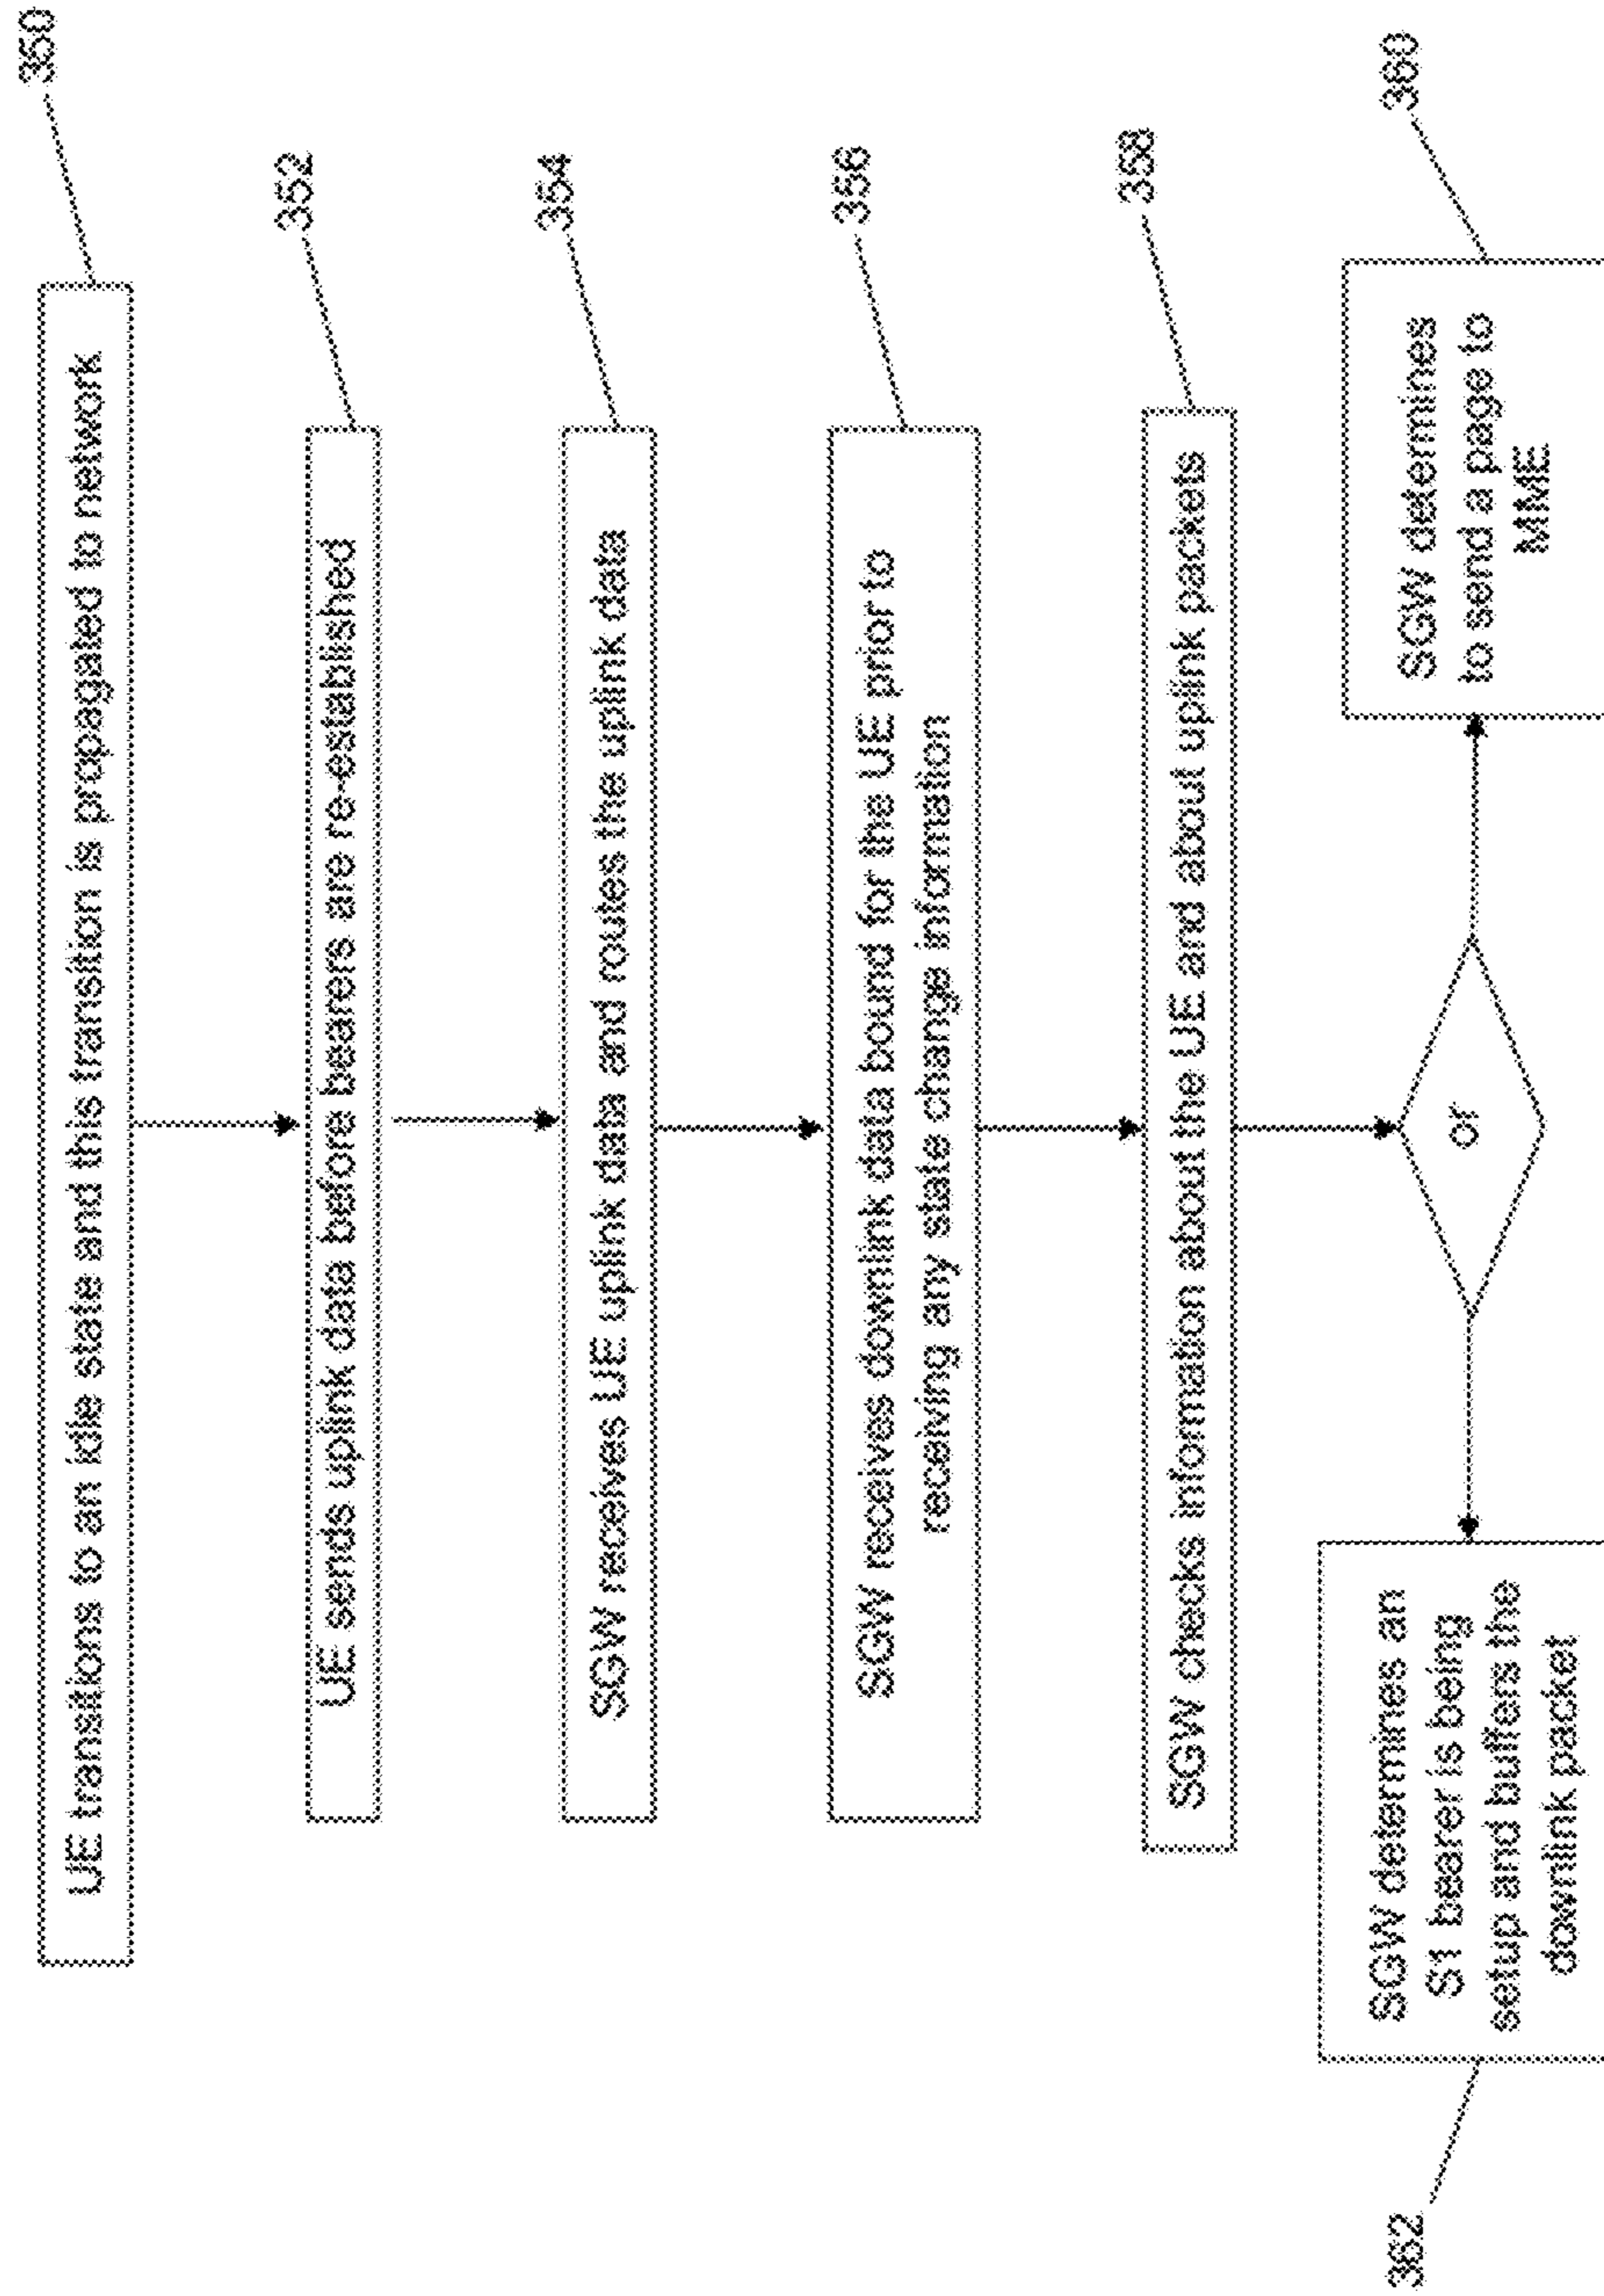 350
UE transitions to an idle state and this transition is propagated to network
352
UE sends uplink data before bearers are re-established
354
SGW receives UE uplink data and routes the uplink data
356
SGW receives downlink data bound for the UE prior to
receiving any state change information
358
SGW checks information about the UE and about uplink packets
or
362
SGW determines an
S1 bearer is being
setup and buffers the
downlink packet
360
SGW determines
to send a page to
MME